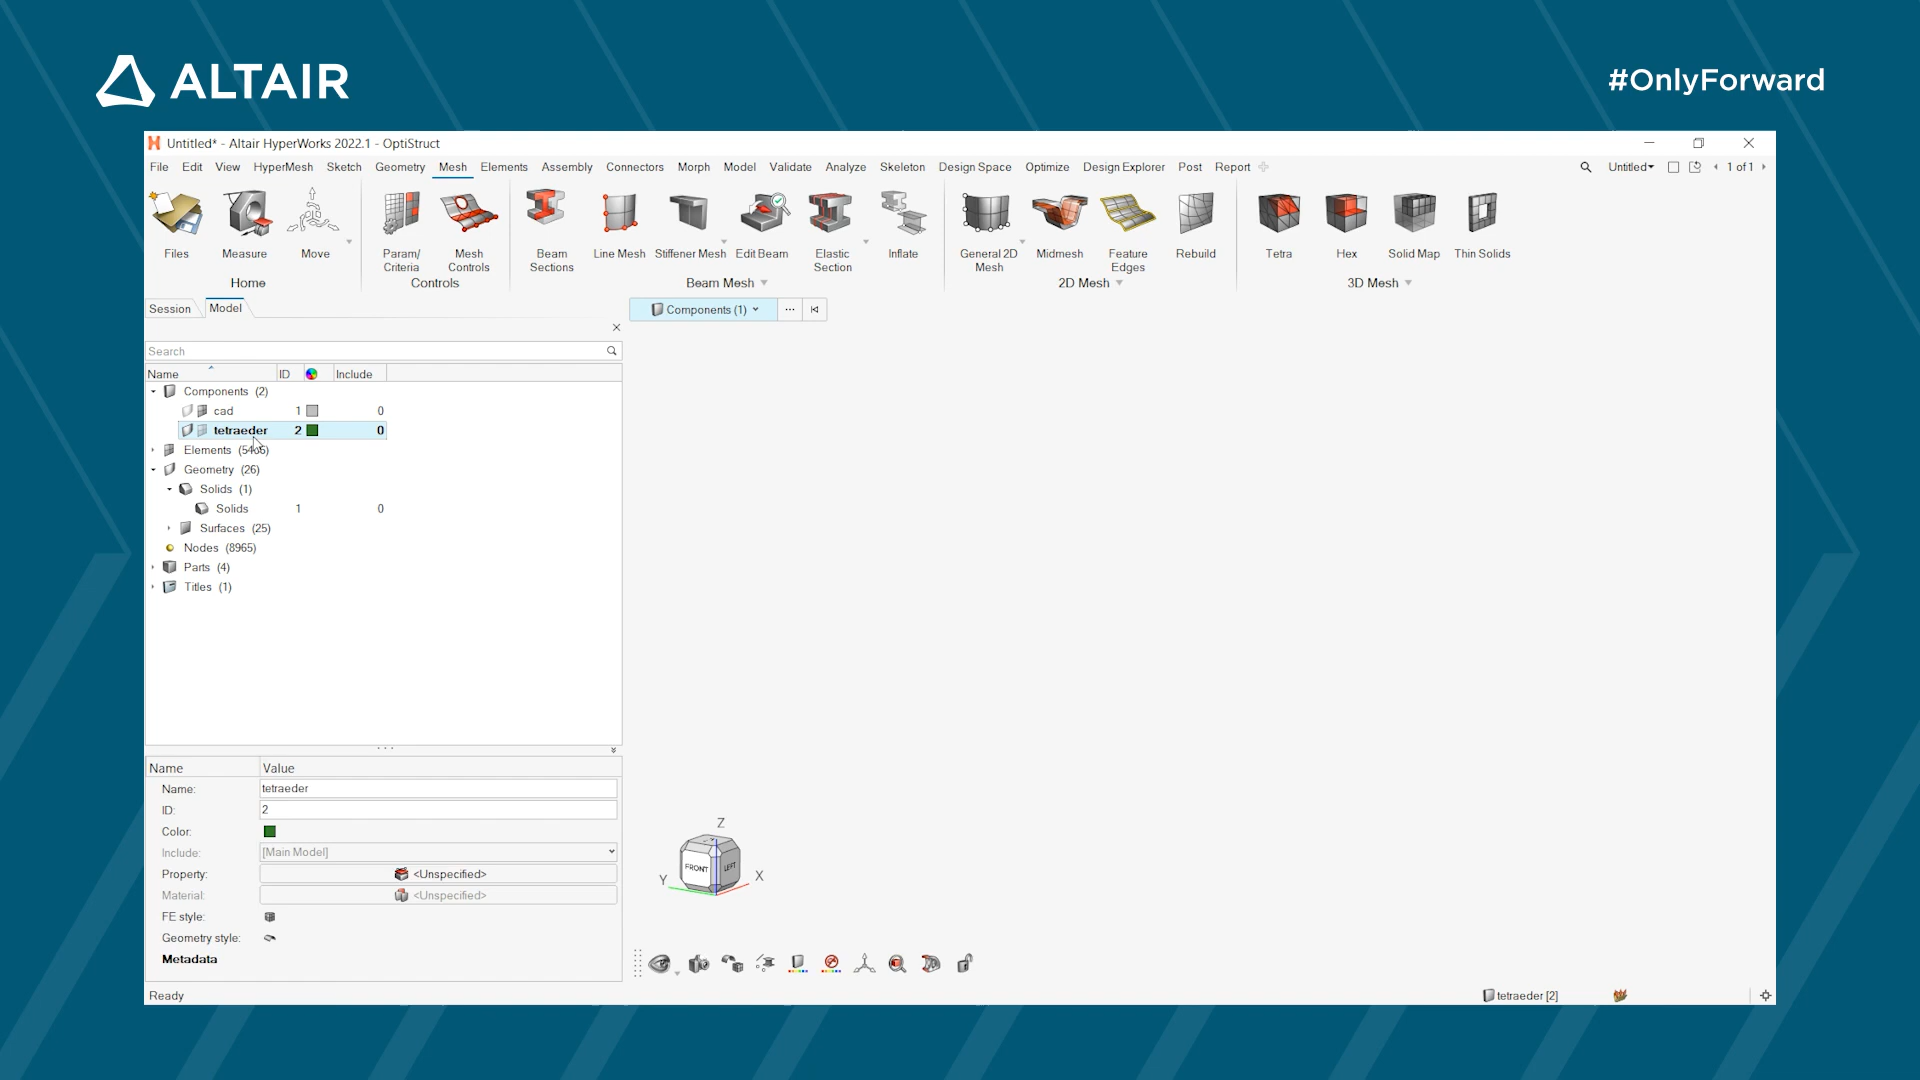 ALTAIR
#OnlyForward
Untitled* - Altair HyperWorks 2022.1 - OptiStruct
File Edit View HyperMesh Sketch Geometry Mesh Elements Assembly Connectors Morph Model Validate Analyze Skeleton Design Space Optimize Design Explorer Post Report Untitled 1 of 1
Files Measure Move Param/ Criteria Mesh Controls Beam Sections Line Mesh Stiffener Mesh Edit Beam Elastic Section Inflate General 2D Mesh Midmesh Feature Edges Rebuild Tetra Hex Solid Map Thin Solids
Home Controls Beam Mesh 2D Mesh 3D Mesh
Session Model
Components (1) ...
Search
Name ID Include
Components (2)
cad 1 0
tetraeder 2 0
Elements
Geometry (26)
Solids (1)
Solids 1 0
Surfaces (25)
Nodes (8965)
Parts (4)
Titles (1)
Name Value
Name: tetraeder
ID: 2
Color:
Include: [Main Model]
Property: <Unspecified>
Material: <Unspecified>
FE style:
Geometry style:
Metadata
Z
FRONT LEFT
Y X
Ready
tetraeder [2]